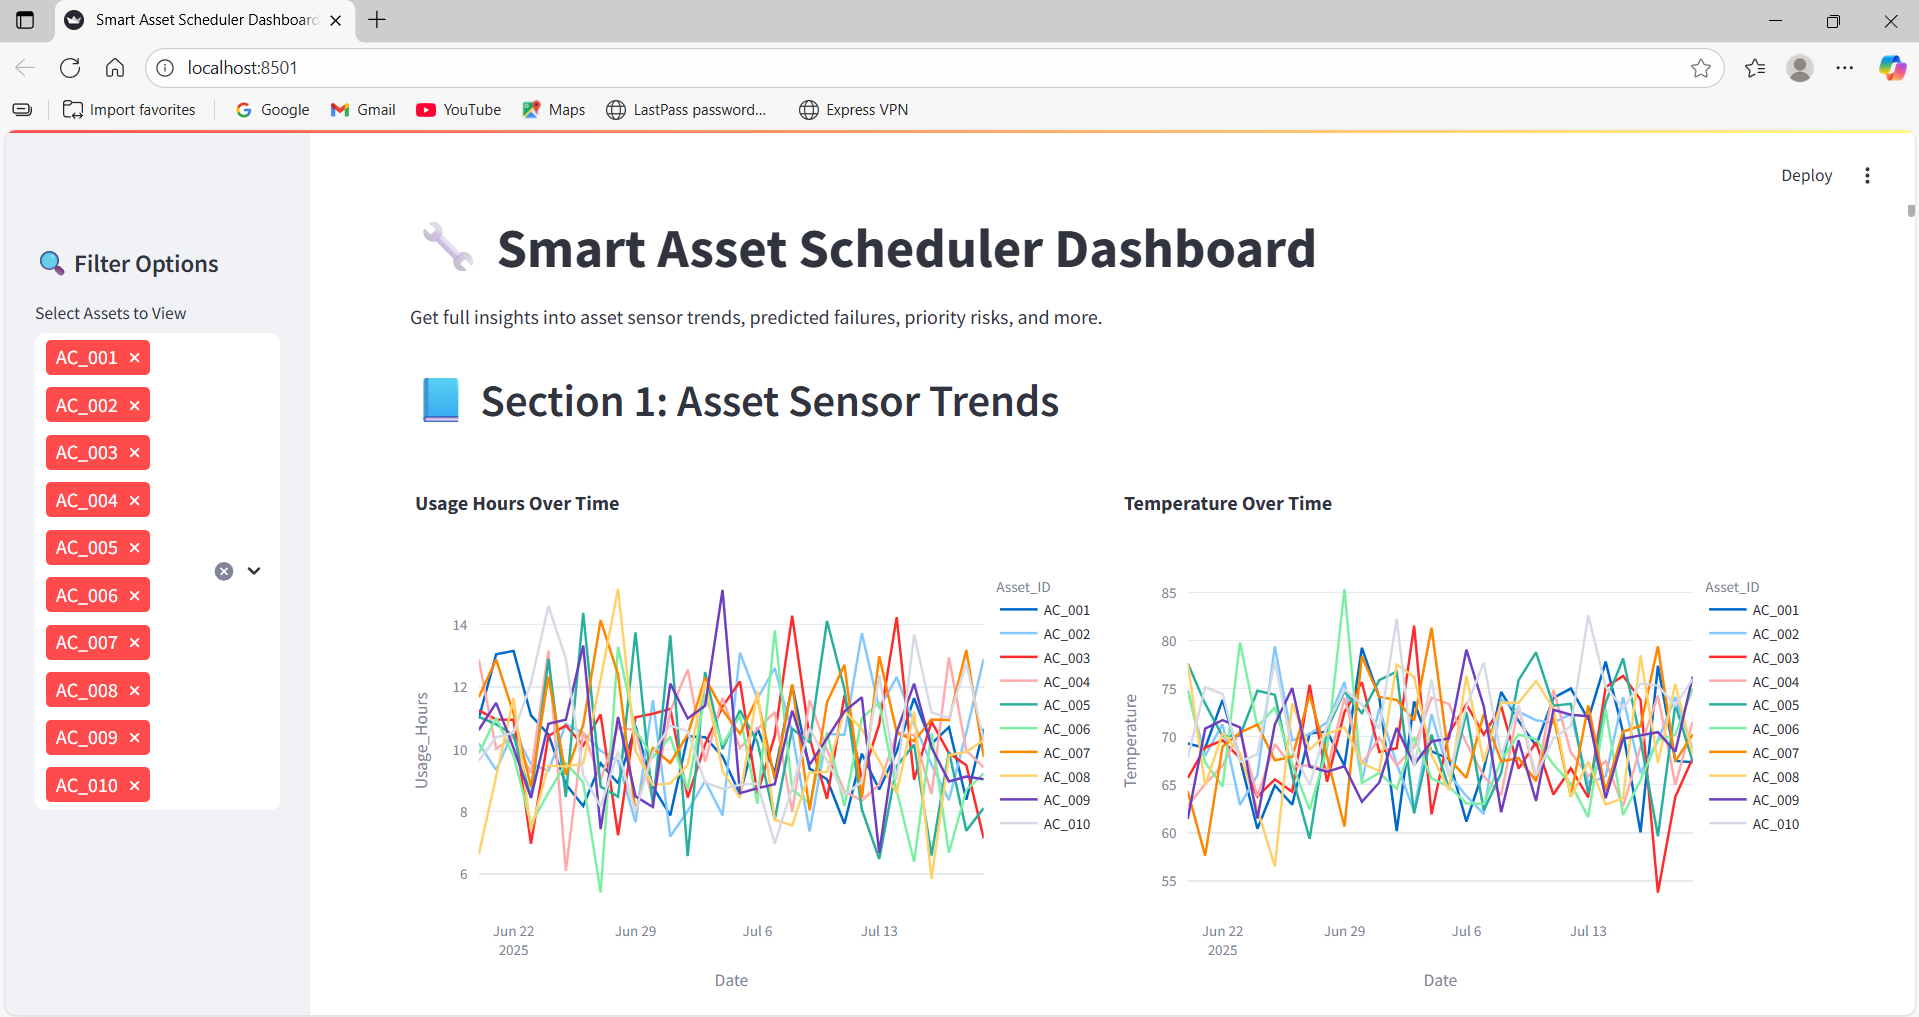 Smart Asset Scheduler Dashboard
localhost:8501
Import favorites
Google
Gmail
YouTube
Maps
LastPass password...
Express VPN
Deploy
Filter Options
Select Assets to View
AC_001
AC_002
AC_003
AC_004
AC_005
AC_006
AC_007
AC_008
AC_009
AC_010
Smart Asset Scheduler Dashboard
Get full insights into asset sensor trends, predicted failures, priority risks, and more.
Section 1: Asset Sensor Trends
Usage Hours Over Time
Usage_Hours
14
12
10
8
6
Jun 22
2025
Jun 29
Jul 6
Jul 13
Date
Asset_ID
AC_001
AC_002
AC_003
AC_004
AC_005
AC_006
AC_007
AC_008
AC_009
AC_010
Temperature Over Time
Temperature
85
80
75
70
65
60
55
Jun 22
2025
Jun 29
Jul 6
Jul 13
Date
Asset_ID
AC_001
AC_002
AC_003
AC_004
AC_005
AC_006
AC_007
AC_008
AC_009
AC_010